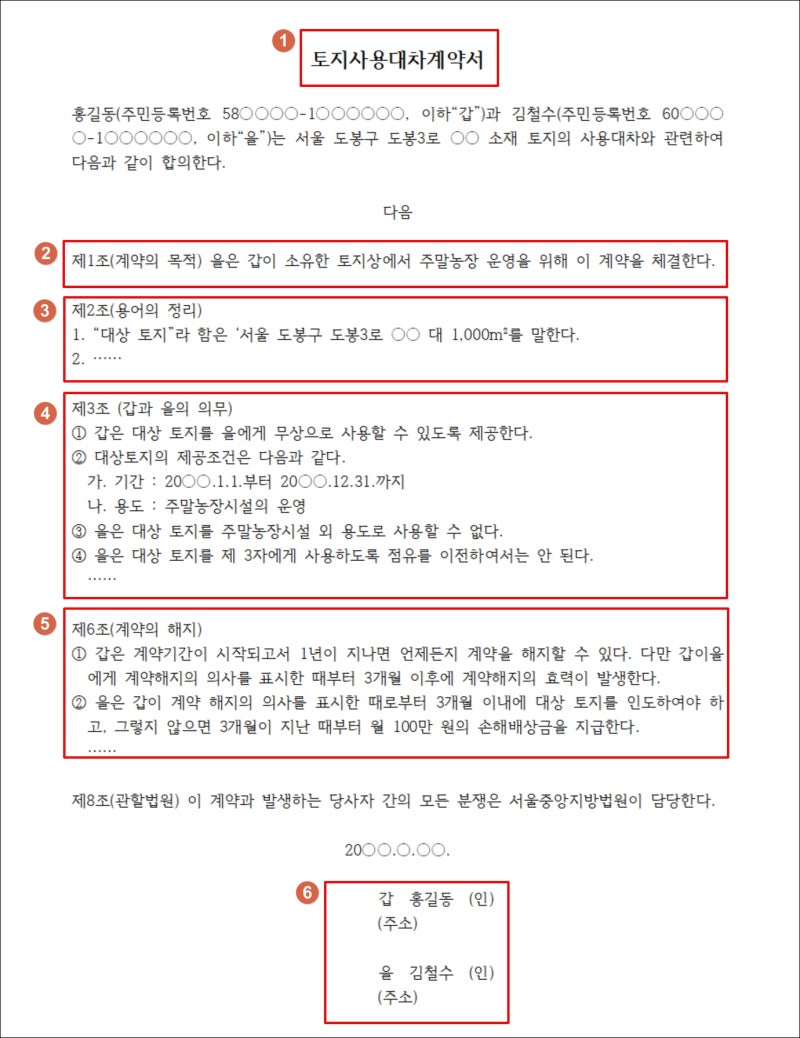 1
토지사용대차계약서
홍길동(주민등록번호 58○○○○-1○○○○○○, 이하“갑”)과 김철수(주민등록번호 60○○○
○-1○○○○○○, 이하“을”)는 서울 도봉구 도봉3로 ○○ 소재 토지의 사용대차와 관련하여
다음과 같이 합의한다.
다음
2
제1조(계약의 목적) 을은 갑이 소유한 토지상에서 주말농장 운영을 위해 이 계약을 체결한다.
3
제2조(용어의 정리)
1. “대상 토지”라 함은 ‘서울 도봉구 도봉3로 ○○ 대 1,000m²를 말한다.
2. ……
4
제3조 (갑과 을의 의무)
① 갑은 대상 토지를 을에게 무상으로 사용할 수 있도록 제공한다.
② 대상토지의 제공조건은 다음과 같다.
가. 기간 : 20○○.1.1.부터 20○○.12.31.까지
나. 용도 : 주말농장시설의 운영
③ 을은 대상 토지를 주말농장시설 외 용도로 사용할 수 없다.
④ 을은 대상 토지를 제 3자에게 사용하도록 점유를 이전하여서는 안 된다.
……
5
제6조(계약의 해지)
① 갑은 계약기간이 시작되고서 1년이 지나면 언제든지 계약을 해지할 수 있다. 다만 갑이을
에게 계약해지의 의사를 표시한 때부터 3개월 이후에 계약해지의 효력이 발생한다.
② 을은 갑이 계약 해지의 의사를 표시한 때로부터 3개월 이내에 대상 토지를 인도하여야 하
고, 그렇지 않으면 3개월이 지난 때부터 월 100만 원의 손해배상금을 지급한다.
……
제8조(관할법원) 이 계약과 발생하는 당사자 간의 모든 분쟁은 서울중앙지방법원이 담당한다.
20○○.○.○○.
6
갑 홍길동 (인)
(주소)
을 김철수 (인)
(주소)